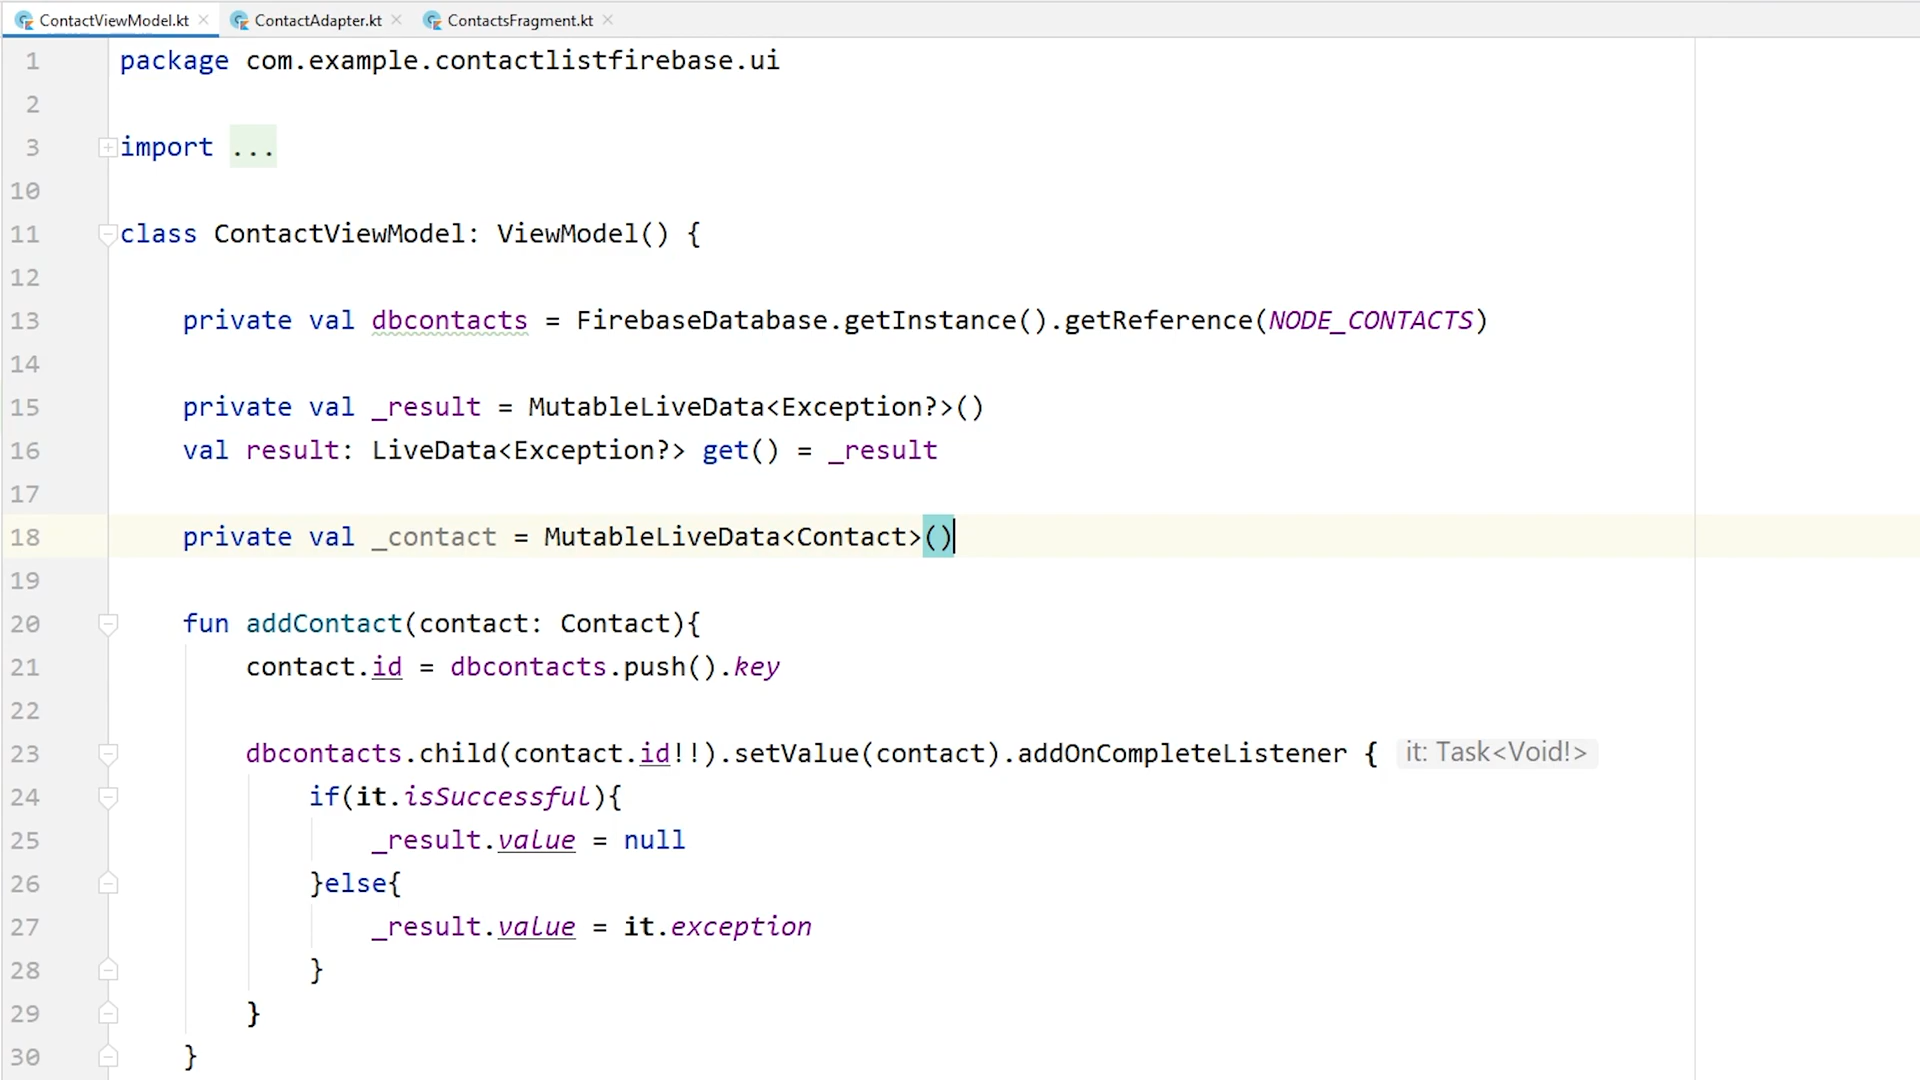 ContactViewModel.kt ContactAdapter.kt ContactsFragment.kt
1 package com.example.contactlistfirebase.ui
2
3 import ...
10
11 class ContactViewModel: ViewModel() {
12
13 private val dbcontacts = FirebaseDatabase.getInstance().getReference(NODE_CONTACTS)
14
15 private val _result = MutableLiveData<Exception?>()
16 val result: LiveData<Exception?> get() = _result
17
18 private val _contact = MutableLiveData<Contact>()
19
20 fun addContact(contact: Contact){
21 contact.id = dbcontacts.push().key
22
23 dbcontacts.child(contact.id!!).setValue(contact).addOnCompleteListener { it: Task<Void!>
24 if(it.isSuccessful){
25 _result.value = null
26 }else{
27 _result.value = it.exception
28 }
29 }
30 }